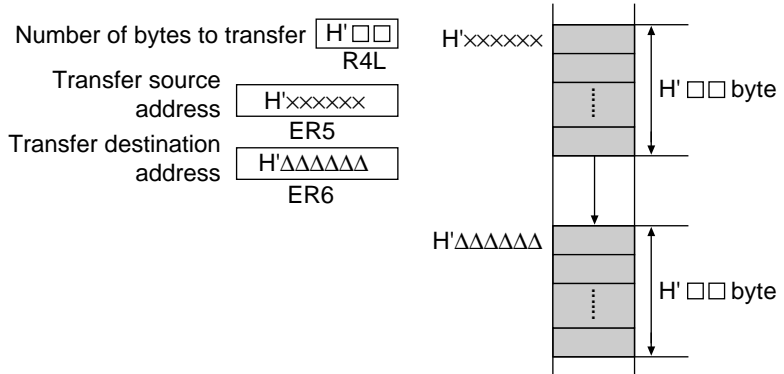 Number of bytes to transfer H'□□
R4L
Transfer source
address H'××××××
ER5
Transfer destination
address H'ΔΔΔΔΔΔ
ER6
H'××××××
H' □□ byte
H'ΔΔΔΔΔΔ
H' □□ byte